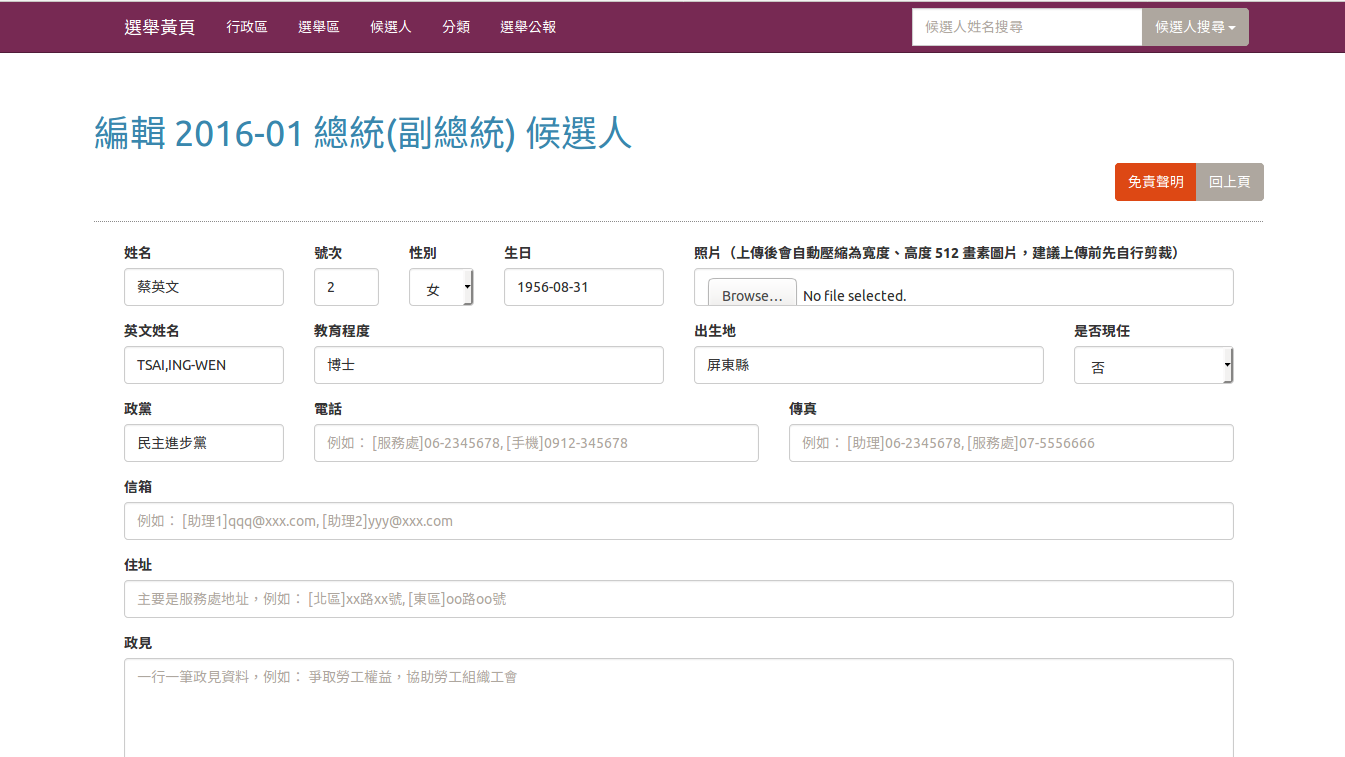 選舉黃頁 行政區 選舉區 候選人 分類 選舉公報 候選人姓名搜尋 候選人搜尋
編輯 2016-01 總統(副總統) 候選人
免責聲明 回上頁
姓名 號次 性別 生日 照片（上傳後會自動壓縮為寬度、高度 512 畫素圖片，建議上傳前先自行剪裁）
蔡英文 2 女 1956-08-31 Browse... No file selected.
英文姓名 教育程度 出生地 是否現任
TSAI,ING-WEN 博士 屏東縣 否
政黨 電話 傳真
民主進步黨 例如： [服務處]06-2345678, [手機]0912-345678 例如： [助理]06-2345678, [服務處]07-5556666
信箱
例如： [助理1]qqq@xxx.com, [助理2]yyy@xxx.com
住址
主要是服務處地址，例如： [北區]xx路xx號, [東區]oo路oo號
政見
一行一筆政見資料，例如： 爭取勞工權益，協助勞工組織工會